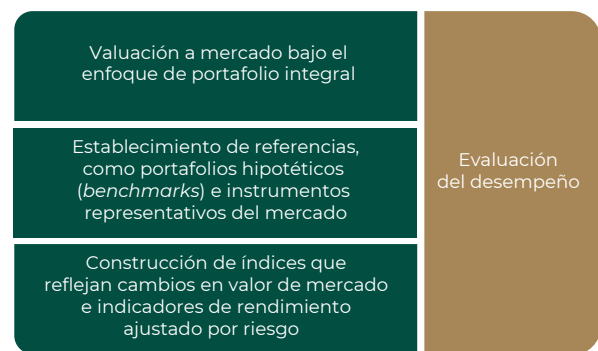 Valuación a mercado bajo el
enfoque de portafolio integral
Establecimiento de referencias,
como portafolios hipotéticos
(benchmarks) e instrumentos
representativos del mercado
Construcción de índices que
reflejan cambios en valor de mercado
e indicadores de rendimiento
ajustado por riesgo
Evaluación
del desempeño